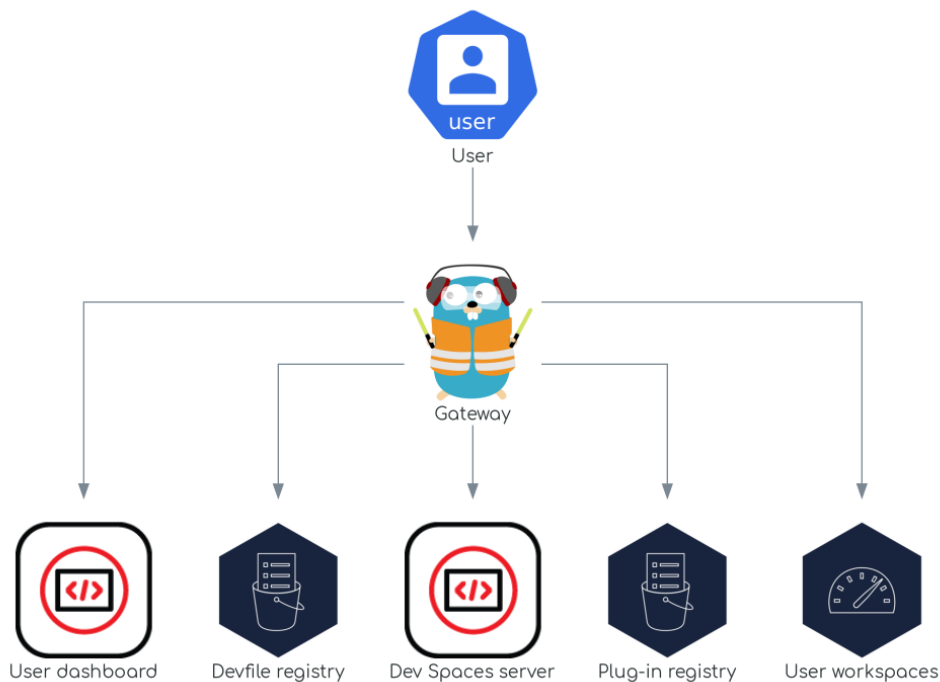 user
User
Gateway
</>
</>
User dashboard
Devfile registry
Dev Spaces server
Plug-in registry
User workspaces